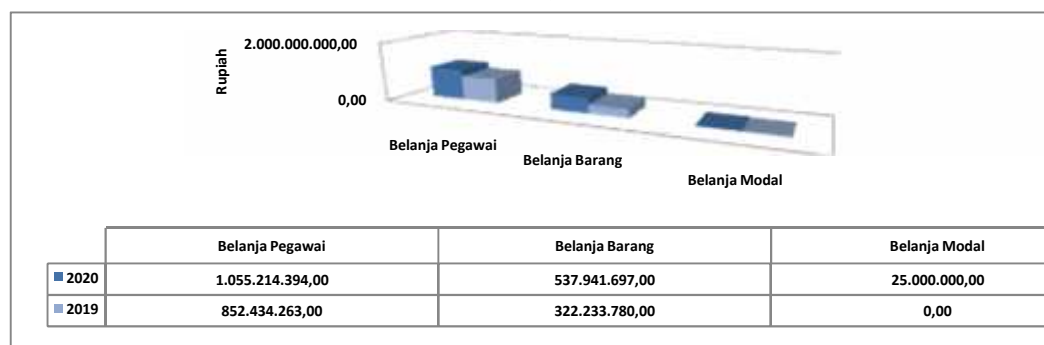 2.000.000.000,00
Rupiah
0,00
Belanja Pegawai
Belanja Barang
Belanja Modal
Belanja Pegawai Belanja Barang Belanja Modal
2020 1.055.214.394,00 537.941.697,00 25.000.000,00
2019 852.434.263,00 322.233.780,00 0,00